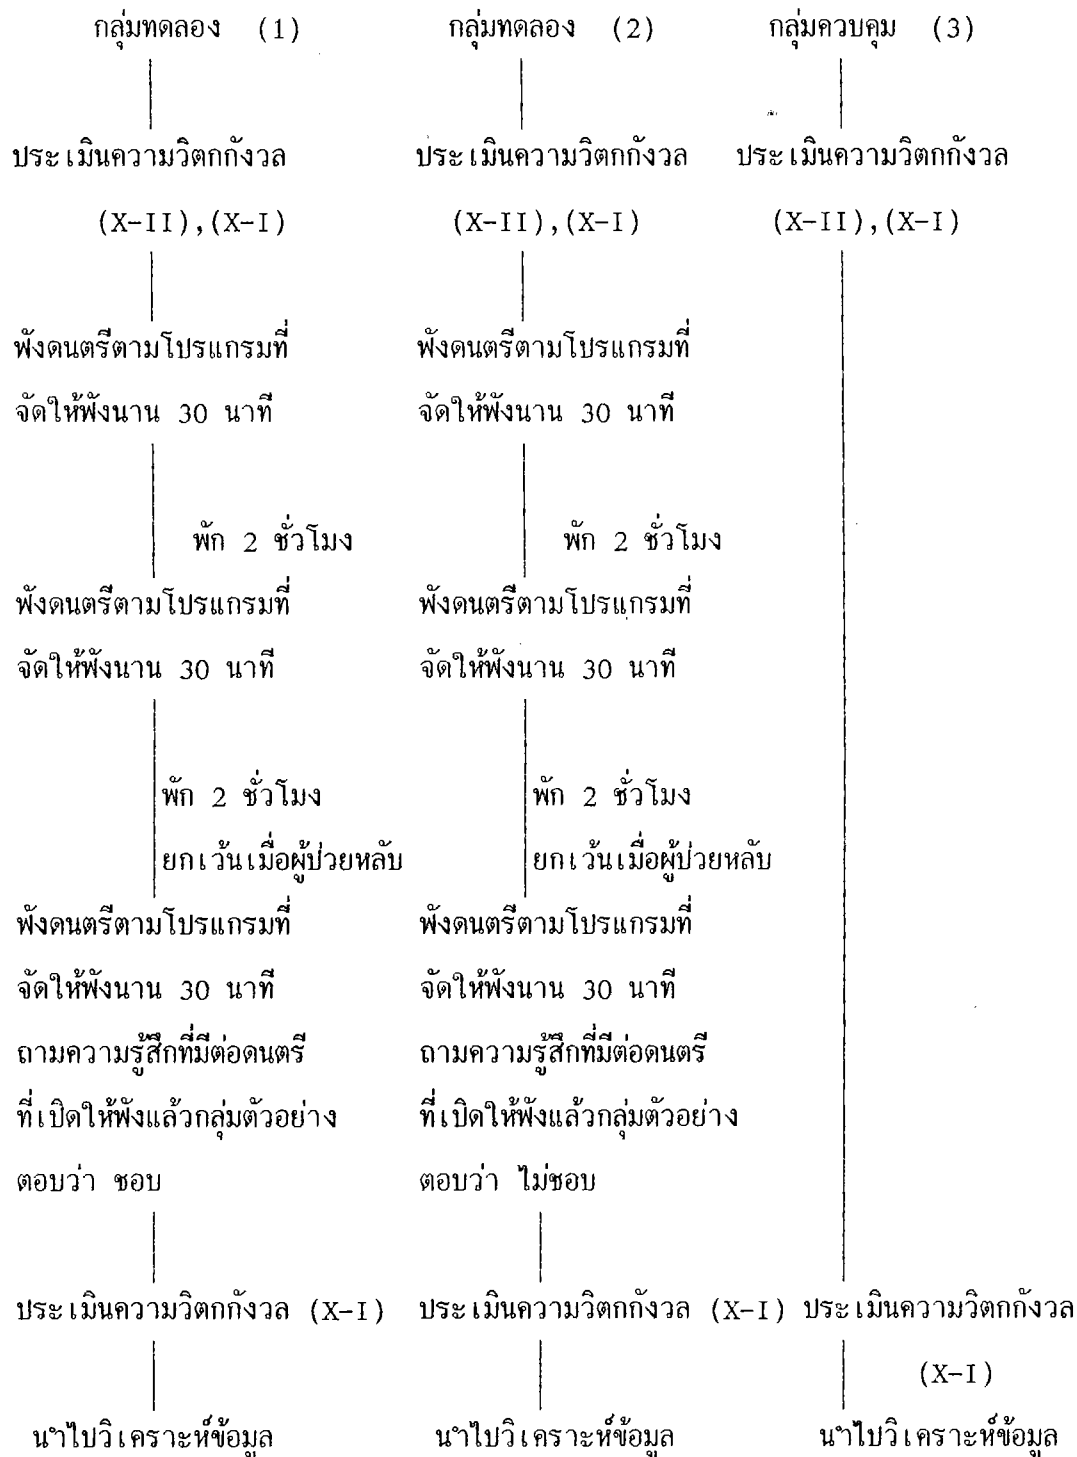 กลุ่มทดลอง (1) กลุ่มทดลอง (2) กลุ่มควบคุม (3)
ประเมินความวิตกกังวล ประเมินความวิตกกังวล ประเมินความวิตกกังวล
(X-II),(X-I) (X-II),(X-I) (X-II),(X-I)
ฟังดนตรีตามโปรแกรมที่ ฟังดนตรีตามโปรแกรมที่
จัดให้ฟังนาน 30 นาที จัดให้ฟังนาน 30 นาที
พัก 2 ชั่วโมง พัก 2 ชั่วโมง
ฟังดนตรีตามโปรแกรมที่ ฟังดนตรีตามโปรแกรมที่
จัดให้ฟังนาน 30 นาที จัดให้ฟังนาน 30 นาที
พัก 2 ชั่วโมง พัก 2 ชั่วโมง
ยกเว้นเมื่อผู้ป่วยหลับ ยกเว้นเมื่อผู้ป่วยหลับ
ฟังดนตรีตามโปรแกรมที่ ฟังดนตรีตามโปรแกรมที่
จัดให้ฟังนาน 30 นาที จัดให้ฟังนาน 30 นาที
ถามความรู้สึกที่มีต่อดนตรี ถามความรู้สึกที่มีต่อดนตรี
ที่เปิดให้ฟังแล้วกลุ่มตัวอย่าง ที่เปิดให้ฟังแล้วกลุ่มตัวอย่าง
ตอบว่า ชอบ ตอบว่า ไม่ชอบ
ประเมินความวิตกกังวล (X-I) ประเมินความวิตกกังวล (X-I) ประเมินความวิตกกังวล
(X-I)
นำไปวิเคราะห์ข้อมูล นำไปวิเคราะห์ข้อมูล นำไปวิเคราะห์ข้อมูล